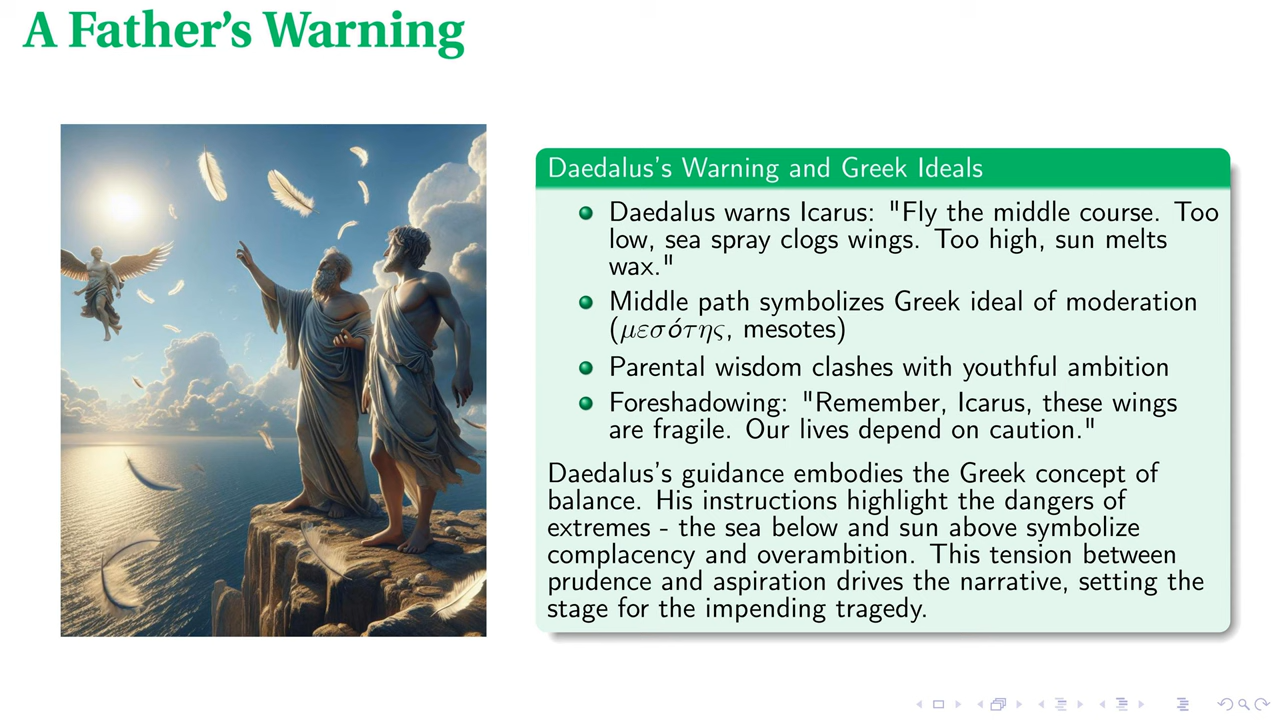 A Father’s Warning
Daedalus’s Warning and Greek Ideals
Daedalus warns Icarus: "Fly the middle course. Too
low, sea spray clogs wings. Too high, sun melts
wax."
Middle path symbolizes Greek ideal of moderation
(μεσότης, mesotes)
Parental wisdom clashes with youthful ambition
Foreshadowing: "Remember, Icarus, these wings
are fragile. Our lives depend on caution."
Daedalus’s guidance embodies the Greek concept of
balance. His instructions highlight the dangers of
extremes - the sea below and sun above symbolize
complacency and overambition. This tension between
prudence and aspiration drives the narrative, setting the
stage for the impending tragedy.